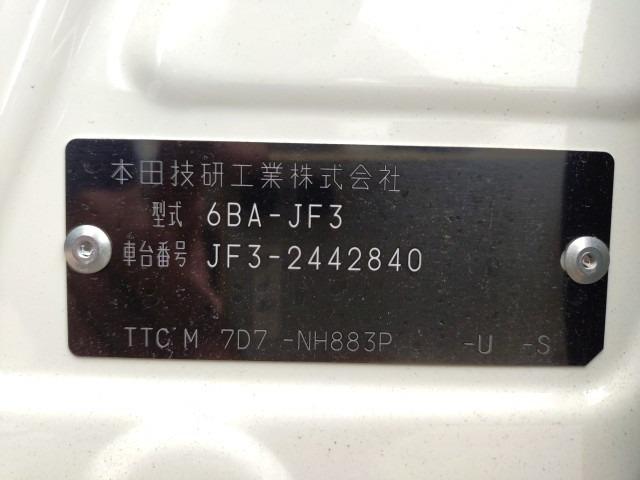 本田技研工業株式会社
型式 6BA-JF3
車台番号 JF3-2442840
TTC M 7D7 -NH883P -U -S